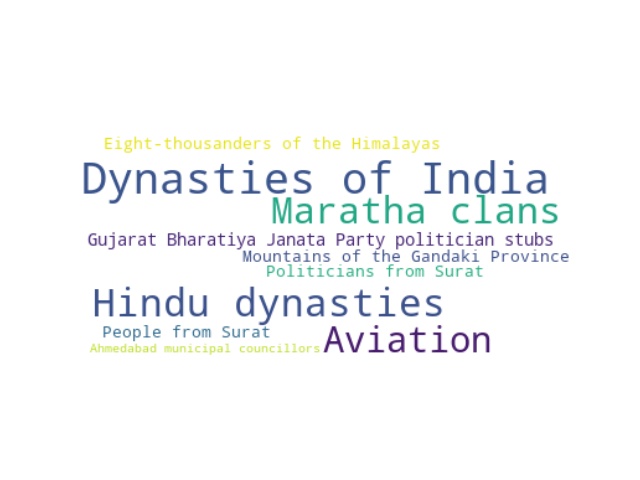 Eight-thousanders of the Himalayas
Dynasties of India
Maratha clans
Gujarat Bharatiya Janata Party politician stubs
Mountains of the Gandaki Province
Politicians from Surat
Hindu dynasties
People from Surat
Aviation
Ahmedabad municipal councillors